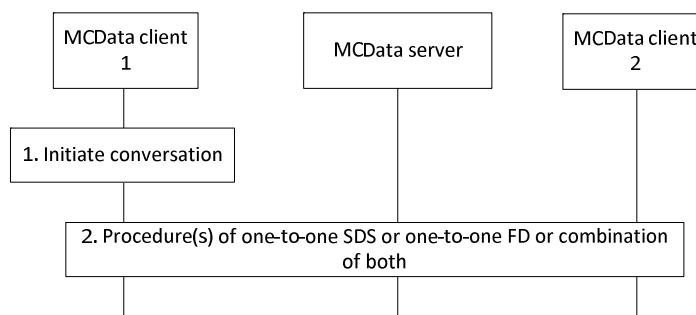 MCData client
1
MCData server
MCData client
2
1. Initiate conversation
2. Procedure(s) of one-to-one SDS or one-to-one FD or combination
of both